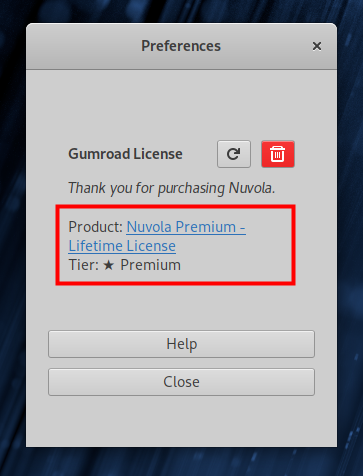 Preferences
Gumroad License
Thank you for purchasing Nuvola.
Product: Nuvola Premium -
Lifetime License
Tier: ★ Premium
Help
Close